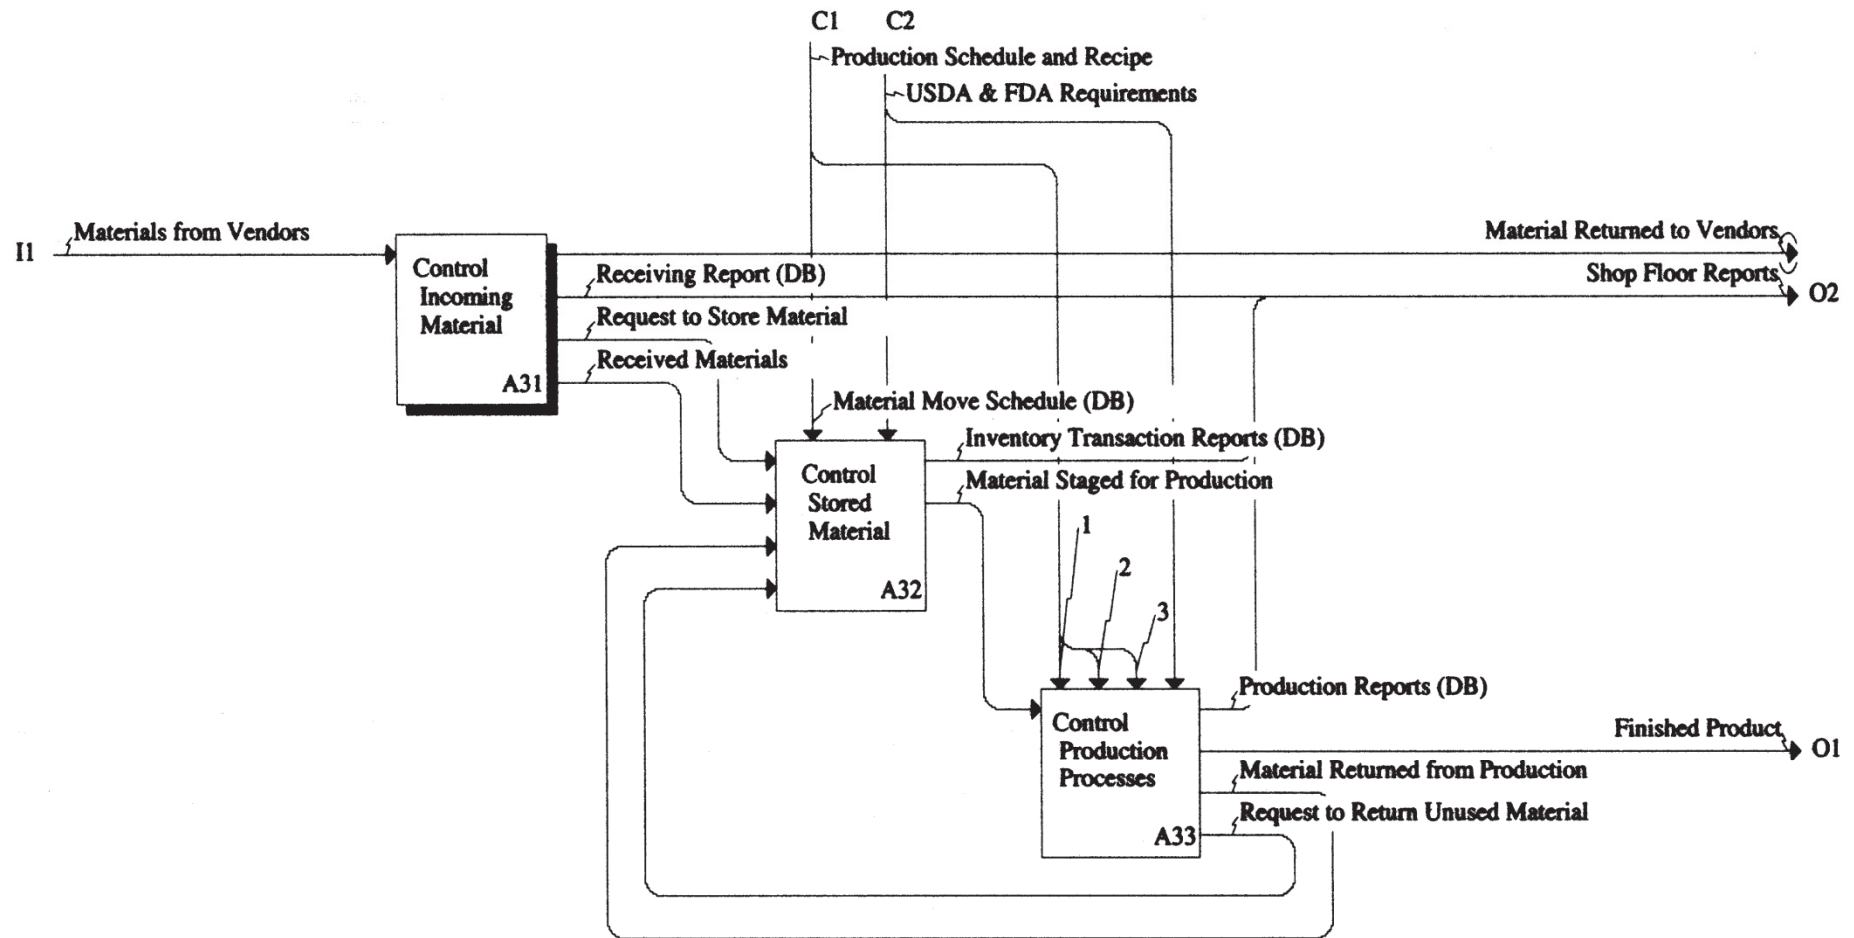 C1 C2
Production Schedule and Recipe
USDA & FDA Requirements
I1
Materials from Vendors
Material Returned to Vendors
Control
Incoming
Material
A31
Receiving Report (DB)
Shop Floor Reports
O2
Request to Store Material
Received Materials
Material Move Schedule (DB)
Control
Stored
Material
A32
Inventory Transaction Reports (DB)
Material Staged for Production
1
2
3
Control
Production
Processes
A33
Production Reports (DB)
Finished Product
O1
Material Returned from Production
Request to Return Unused Material